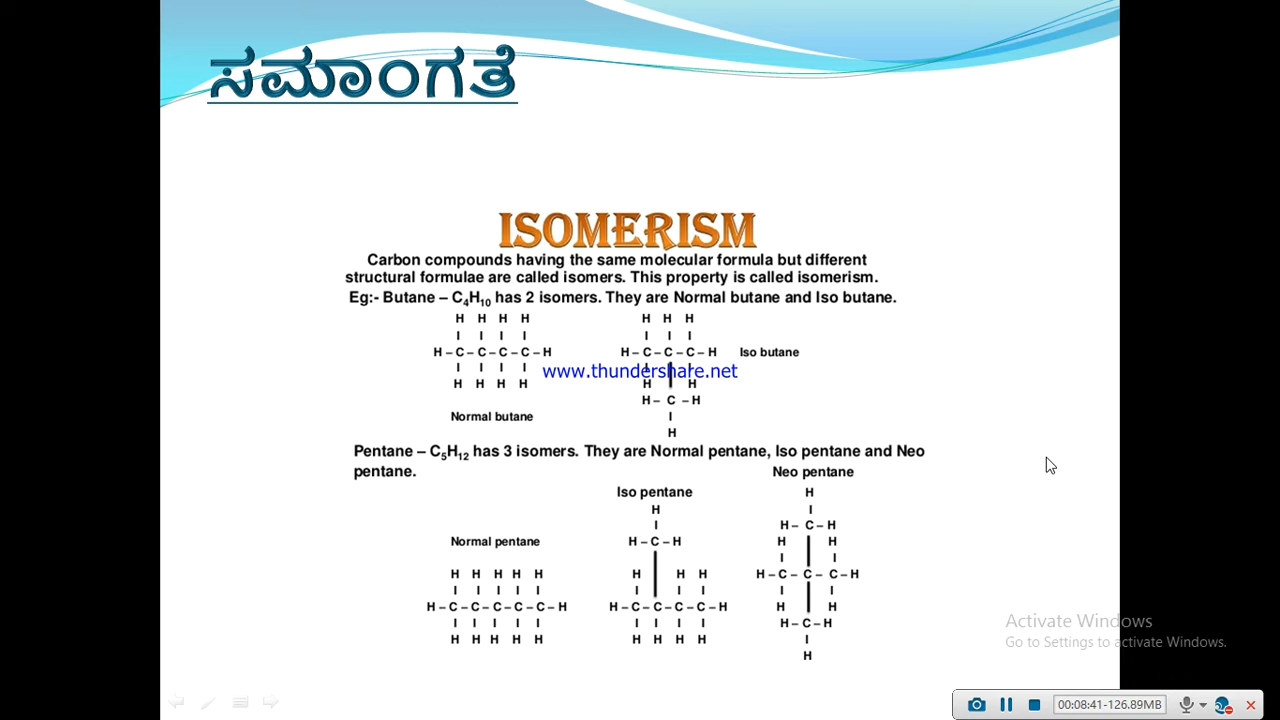 ಸಮಾಂಗತೆ
ISOMERISM
Carbon compounds having the same molecular formula but different
structural formulae are called isomers. This property is called isomerism.
Eg:- Butane – C₄H₁₀ has 2 isomers. They are Normal butane and Iso butane.
H H H H H H H
I I I I I I I
H – C – C – C – C – H H – C – C – C – H Iso butane
I I I I I I
www.thundershare.net
H H H H H H
H – C – H
Normal butane I
H
Pentane – C₅H₁₂ has 3 isomers. They are Normal pentane, Iso pentane and Neo
pentane. Neo pentane
Iso pentane H
H I
I H – C – H
Normal pentane H – C – H H H
I I
H H H H H H H H H – C – C – C – H
I I I I I I I I I I
H – C – C – C – C – C – H H – C – C – C – C – H H H
I I I I I I I I I H – C – H
H H H H H H H H H I
H
Activate Windows
Go to Settings to activate Windows.
00:08:41-126.89MB